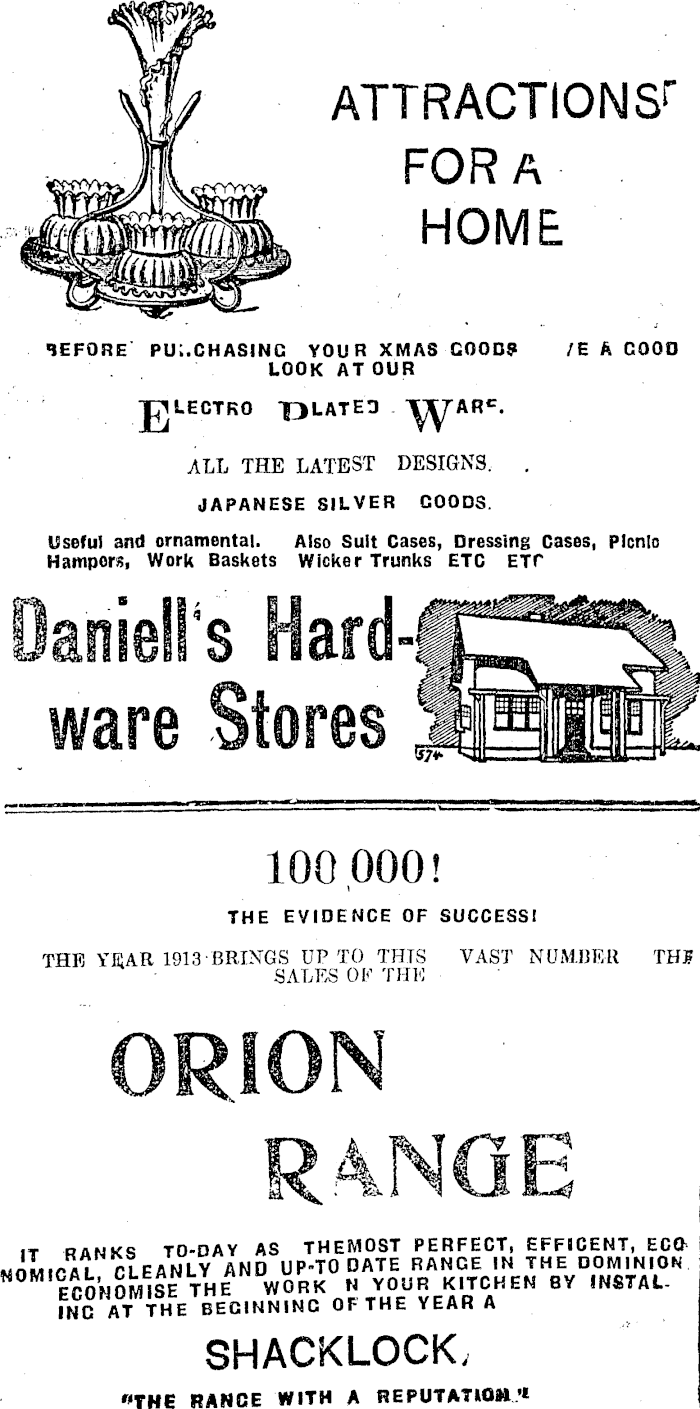 ATTRACTIONS
FOR A
HOME
BEFORE PURCHASING YOUR XMAS GOODS A GOOD
LOOK AT OUR
ELECTRO PLATED WARE.
ALL THE LATEST DESIGNS.
JAPANESE SILVER GOODS.
Useful and ornamental. Also Suit Cases, Dressing Cases, Picnic
Hampers, Work Baskets Wicker Trunks ETC ETC
Daniell's Hard-
ware Stores
574
100,000!
THE EVIDENCE OF SUCCESS!
THE YEAR 1913 BRINGS UP TO THIS VAST NUMBER THE
SALES OF THE
ORION
RANGE
IT RANKS TO-DAY AS THEMOST PERFECT, EFFICENT, ECO-
NOMICAL, CLEANLY AND UP-TO DATE RANGE IN THE DOMINION.
ECONOMISE THE WORK N YOUR KITCHEN BY INSTAL-
ING AT THE BEGINNING OF THE YEAR A
SHACKLOCK,
"THE RANGE WITH A REPUTATION."